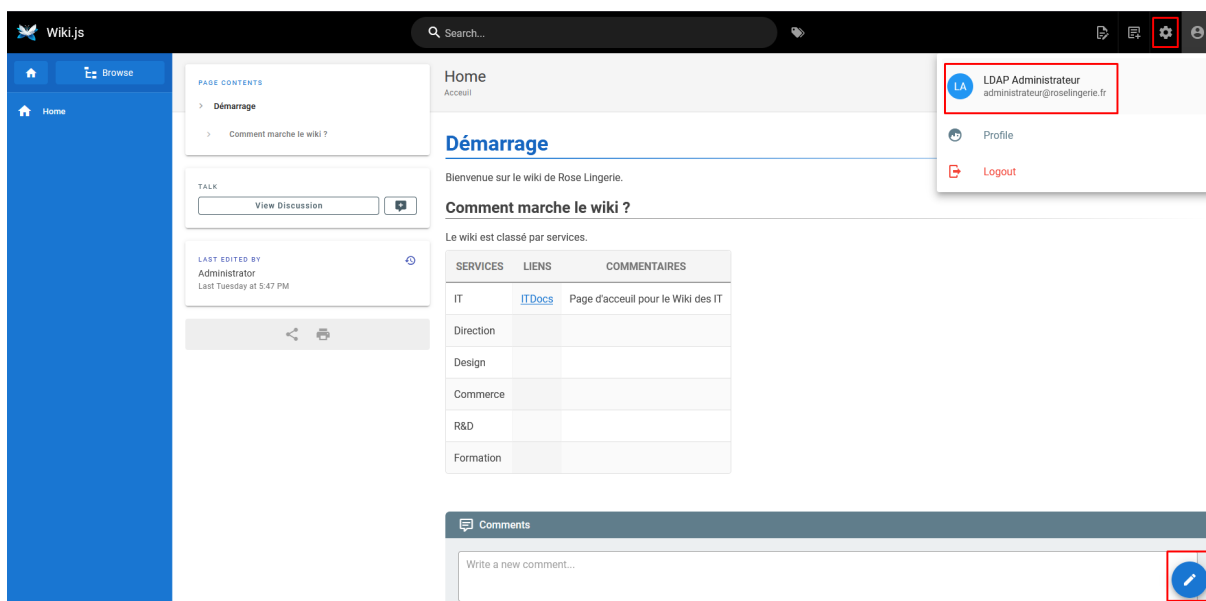 Wiki.js
Search...
Browse
Home
PAGE CONTENTS
Démarrage
Comment marche le wiki ?
TALK
View Discussion
LAST EDITED BY
Administrator
Last Tuesday at 5:47 PM
Home
Acceuil
LA
LDAP Administrateur
administrateur@roselingerie.fr
Profile
Logout
Démarrage
Bienvenue sur le wiki de Rose Lingerie.
Comment marche le wiki ?
Le wiki est classé par services.
SERVICES LIENS COMMENTAIRES
IT ITDocs Page d'acceuil pour le Wiki des IT
Direction
Design
Commerce
R&D
Formation
Comments
Write a new comment...